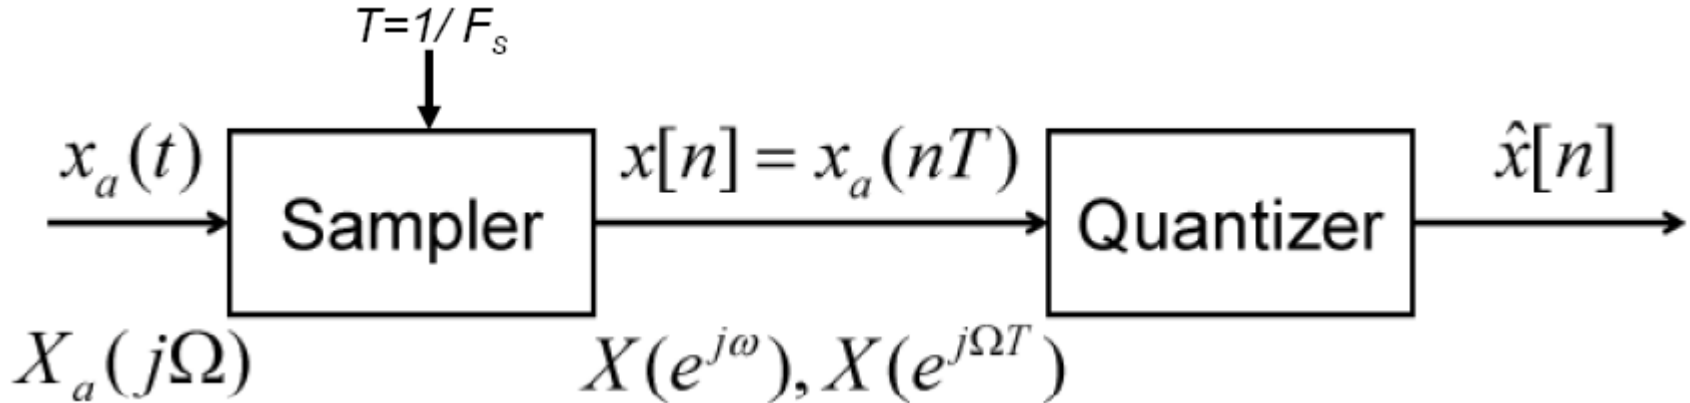 T=1/ F_s
x_a(t)
Sampler
x[n] = x_a(nT)
Quantizer
x̂[n]
X_a(jΩ)
X(e^{jω}), X(e^{jΩT})